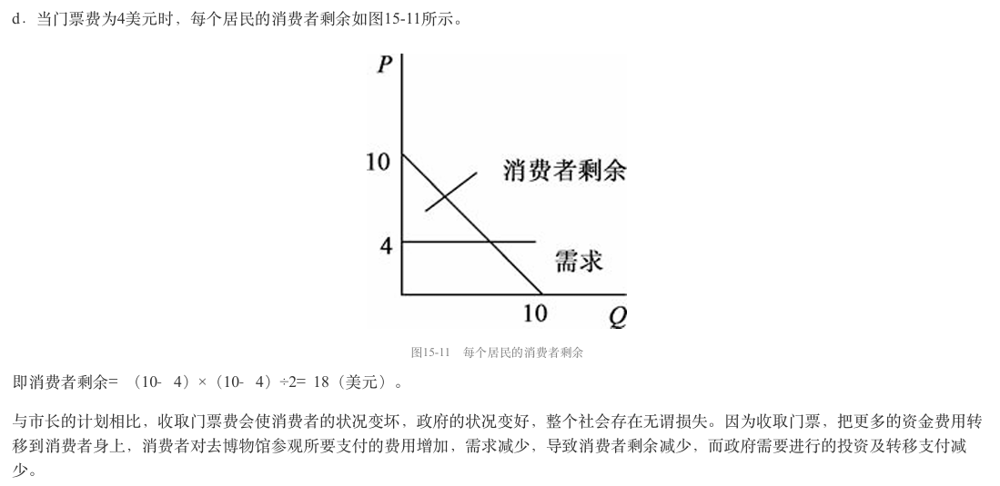 d．当门票费为4美元时，每个居民的消费者剩余如图15-11所示。
P
10
消费者剩余
4
需求
10
Q
图15-11　每个居民的消费者剩余
即消费者剩余=（10- 4）×（10- 4）÷2= 18（美元）。
与市长的计划相比，收取门票费会使消费者的状况变坏，政府的状况变好，整个社会存在无谓损失。因为收取门票，把更多的资金费用转
移到消费者身上，消费者对去博物馆参观所要支付的费用增加，需求减少，导致消费者剩余减少，而政府需要进行的投资及转移支付减
少。